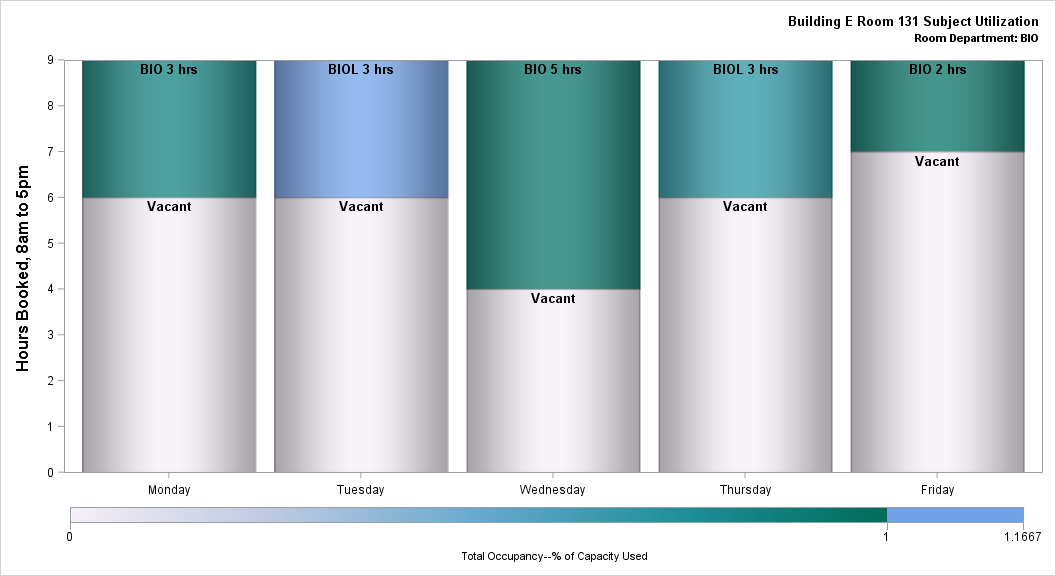 Building E Room 131 Subject Utilization
Room Department: BIO
Hours Booked, 8am to 5pm
9
8
7
6
5
4
3
2
1
0
BIO 3 hrs
BIOL 3 hrs
BIO 5 hrs
BIOL 3 hrs
BIO 2 hrs
Vacant
Vacant
Vacant
Vacant
Vacant
Monday
Tuesday
Wednesday
Thursday
Friday
0
1
1.1667
Total Occupancy--% of Capacity Used